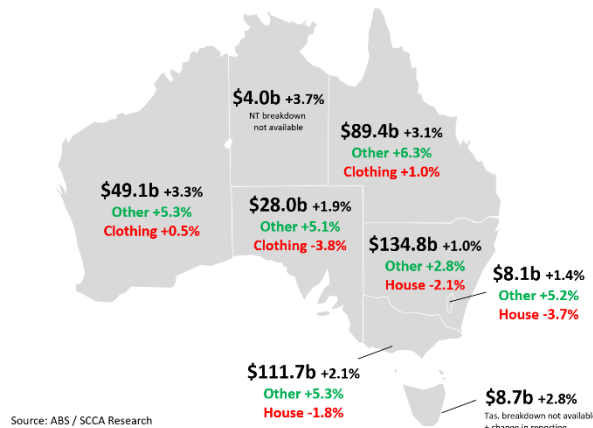 $4.0b +3.7%
NT breakdown
not available
$89.4b +3.1%
Other +6.3%
Clothing +1.0%
$49.1b +3.3%
Other +5.3%
Clothing +0.5%
$28.0b +1.9%
Other +5.1%
Clothing -3.8%
$134.8b +1.0%
Other +2.8%
House -2.1%
$8.1b +1.4%
Other +5.2%
House -3.7%
$111.7b +2.1%
Other +5.3%
House -1.8%
$8.7b +2.8%
Tas. breakdown not available
+ change in reporting
Source: ABS / SCCA Research